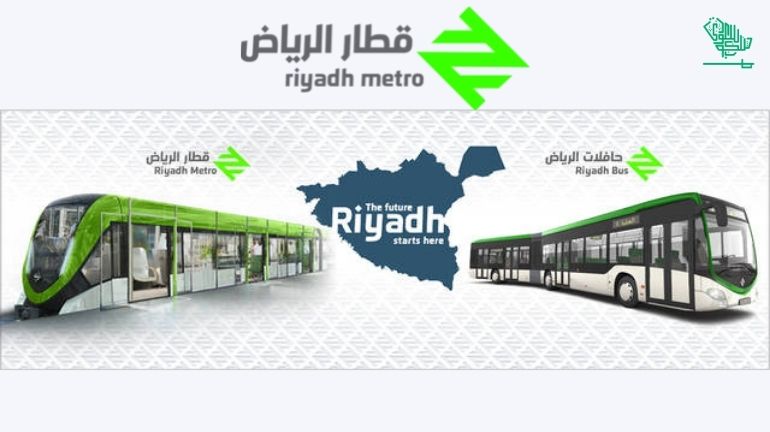 قطار الرياض
riyadh metro
قطار الرياض
Riyadh Metro
The future
Riyadh
starts here
حافلات الرياض
Riyadh Bus